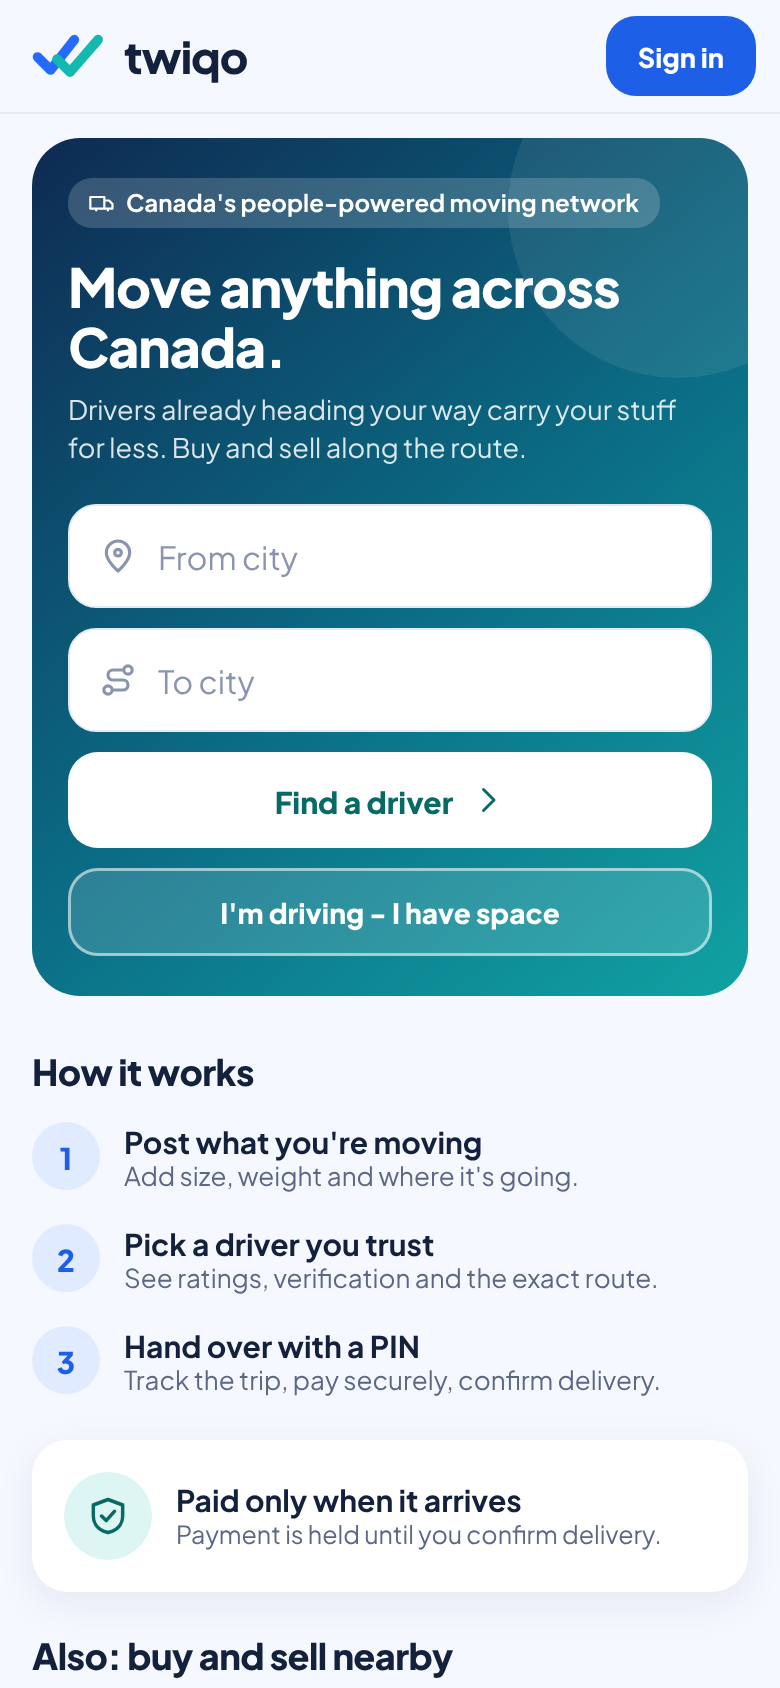 twiqo
Sign in
Canada's people-powered moving network
Move anything across
Canada.
Drivers already heading your way carry your stuff
for less. Buy and sell along the route.
From city
To city
Find a driver
I'm driving - I have space
How it works
1
Post what you're moving
Add size, weight and where it's going.
2
Pick a driver you trust
See ratings, verification and the exact route.
3
Hand over with a PIN
Track the trip, pay securely, confirm delivery.
Paid only when it arrives
Payment is held until you confirm delivery.
Also: buy and sell nearby